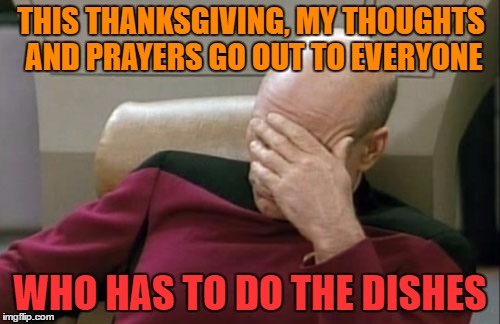 THIS THANKSGIVING, MY THOUGHTS
AND PRAYERS GO OUT TO EVERYONE
WHO HAS TO DO THE DISHES
imgflip.com